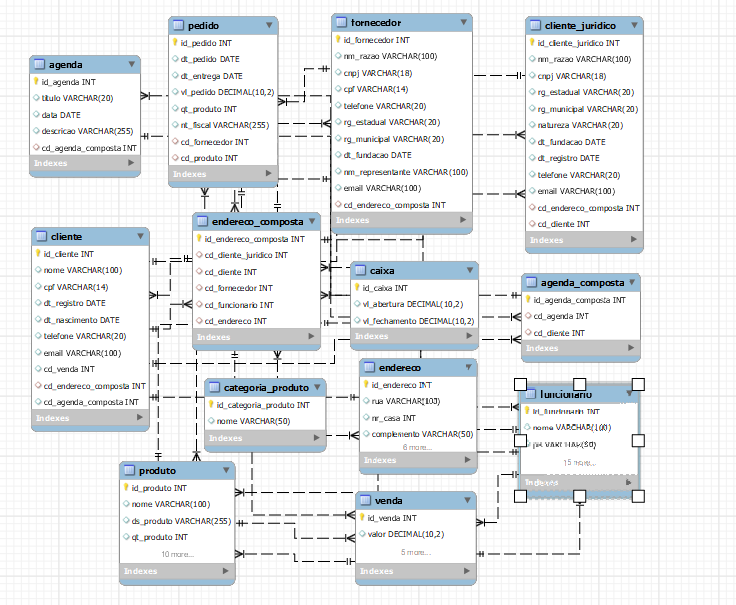 pedido
id_pedido INT
dt_pedido DATE
dt_entrega DATE
vl_pedido DECIMAL(10,2)
qt_produto INT
nt_fiscal VARCHAR(255)
cd_fornecedor INT
cd_produto INT
Indexes
fornecedor
id_fornecedor INT
nm_razao VARCHAR(100)
cnpj VARCHAR(18)
cpf VARCHAR(14)
telefone VARCHAR(20)
rg_estadual VARCHAR(20)
rg_municipal VARCHAR(20)
dt_fundacao DATE
nm_representante VARCHAR(100)
email VARCHAR(100)
cd_endereco_composta INT
Indexes
cliente_juridico
id_cliente_juridico INT
nm_razao VARCHAR(100)
cnpj VARCHAR(18)
rg_estadual VARCHAR(20)
rg_municipal VARCHAR(20)
natureza VARCHAR(20)
dt_fundacao DATE
dt_registro DATE
telefone VARCHAR(20)
email VARCHAR(100)
cd_endereco_composta INT
cd_cliente INT
Indexes
agenda
id_agenda INT
titulo VARCHAR(20)
data DATE
descricao VARCHAR(255)
cd_agenda_composta INT
Indexes
endereco_composta
id_endereco_composta INT
cd_cliente_juridico INT
cd_cliente INT
cd_fornecedor INT
cd_funcionario INT
cd_endereco INT
Indexes
cliente
id_cliente INT
nome VARCHAR(100)
cpf VARCHAR(14)
dt_registro DATE
dt_nascimento DATE
telefone VARCHAR(20)
email VARCHAR(100)
cd_venda INT
cd_endereco_composta INT
cd_agenda_composta INT
Indexes
caixa
id_caixa INT
vl_abertura DECIMAL(10,2)
vl_fechamento DECIMAL(10,2)
Indexes
agenda_composta
id_agenda_composta INT
cd_agenda INT
cd_cliente INT
Indexes
categoria_produto
id_categoria_produto INT
nome VARCHAR(50)
Indexes
endereco
id_endereco INT
rua VARCHAR(100)
nr_casa INT
complemento VARCHAR(50)
6 more...
Indexes
funcionario
id_funcionario INT
nome VARCHAR(100)
15 more...
Indexes
produto
id_produto INT
nome VARCHAR(100)
ds_produto VARCHAR(255)
qt_produto INT
10 more...
Indexes
venda
id_venda INT
valor DECIMAL(10,2)
5 more...
Indexes